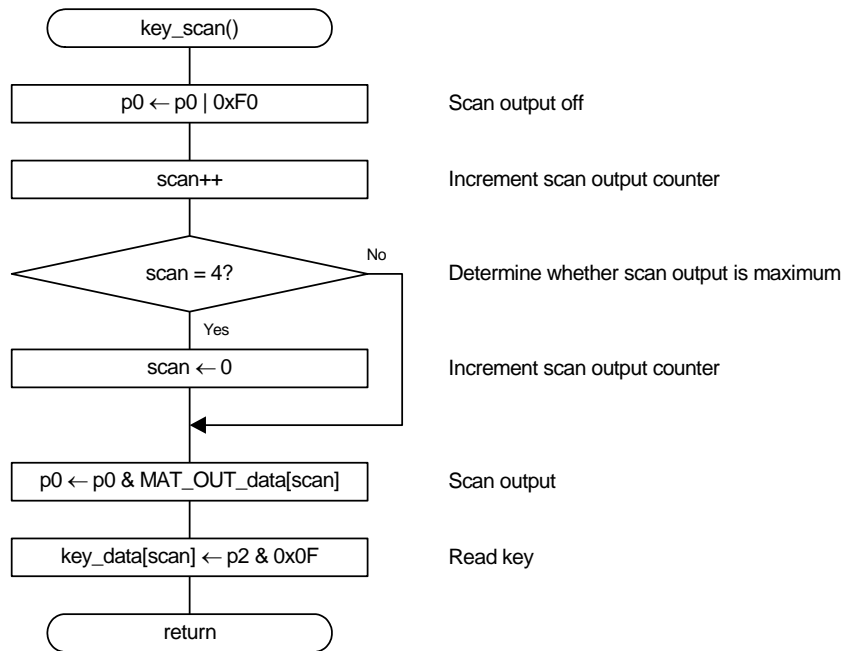 key_scan()
p0 ← p0 | 0xF0 Scan output off
scan++ Increment scan output counter
No
scan = 4? Determine whether scan output is maximum
Yes
scan ← 0 Increment scan output counter
p0 ← p0 & MAT_OUT_data[scan] Scan output
key_data[scan] ← p2 & 0x0F Read key
return